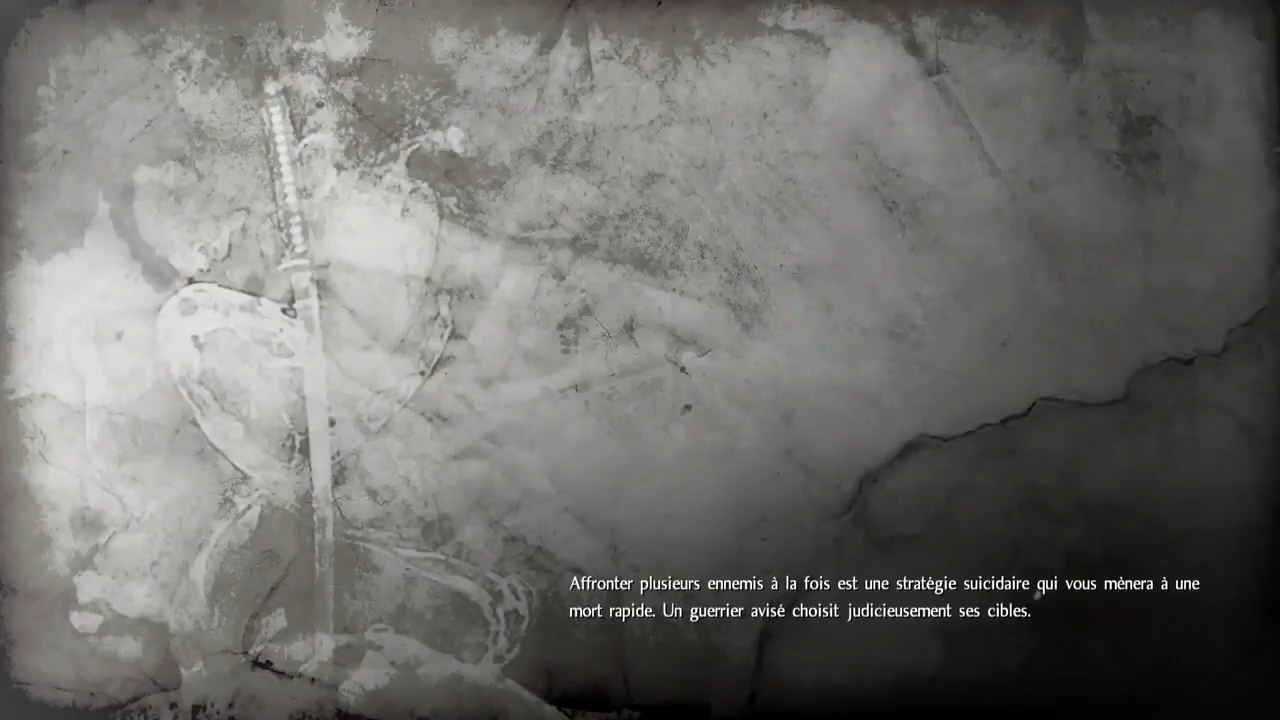 Affronter plusieurs ennemis à la fois est une stratégie suicidaire qui vous mènera à une
mort rapide. Un guerrier avisé choisit judicieusement ses cibles.